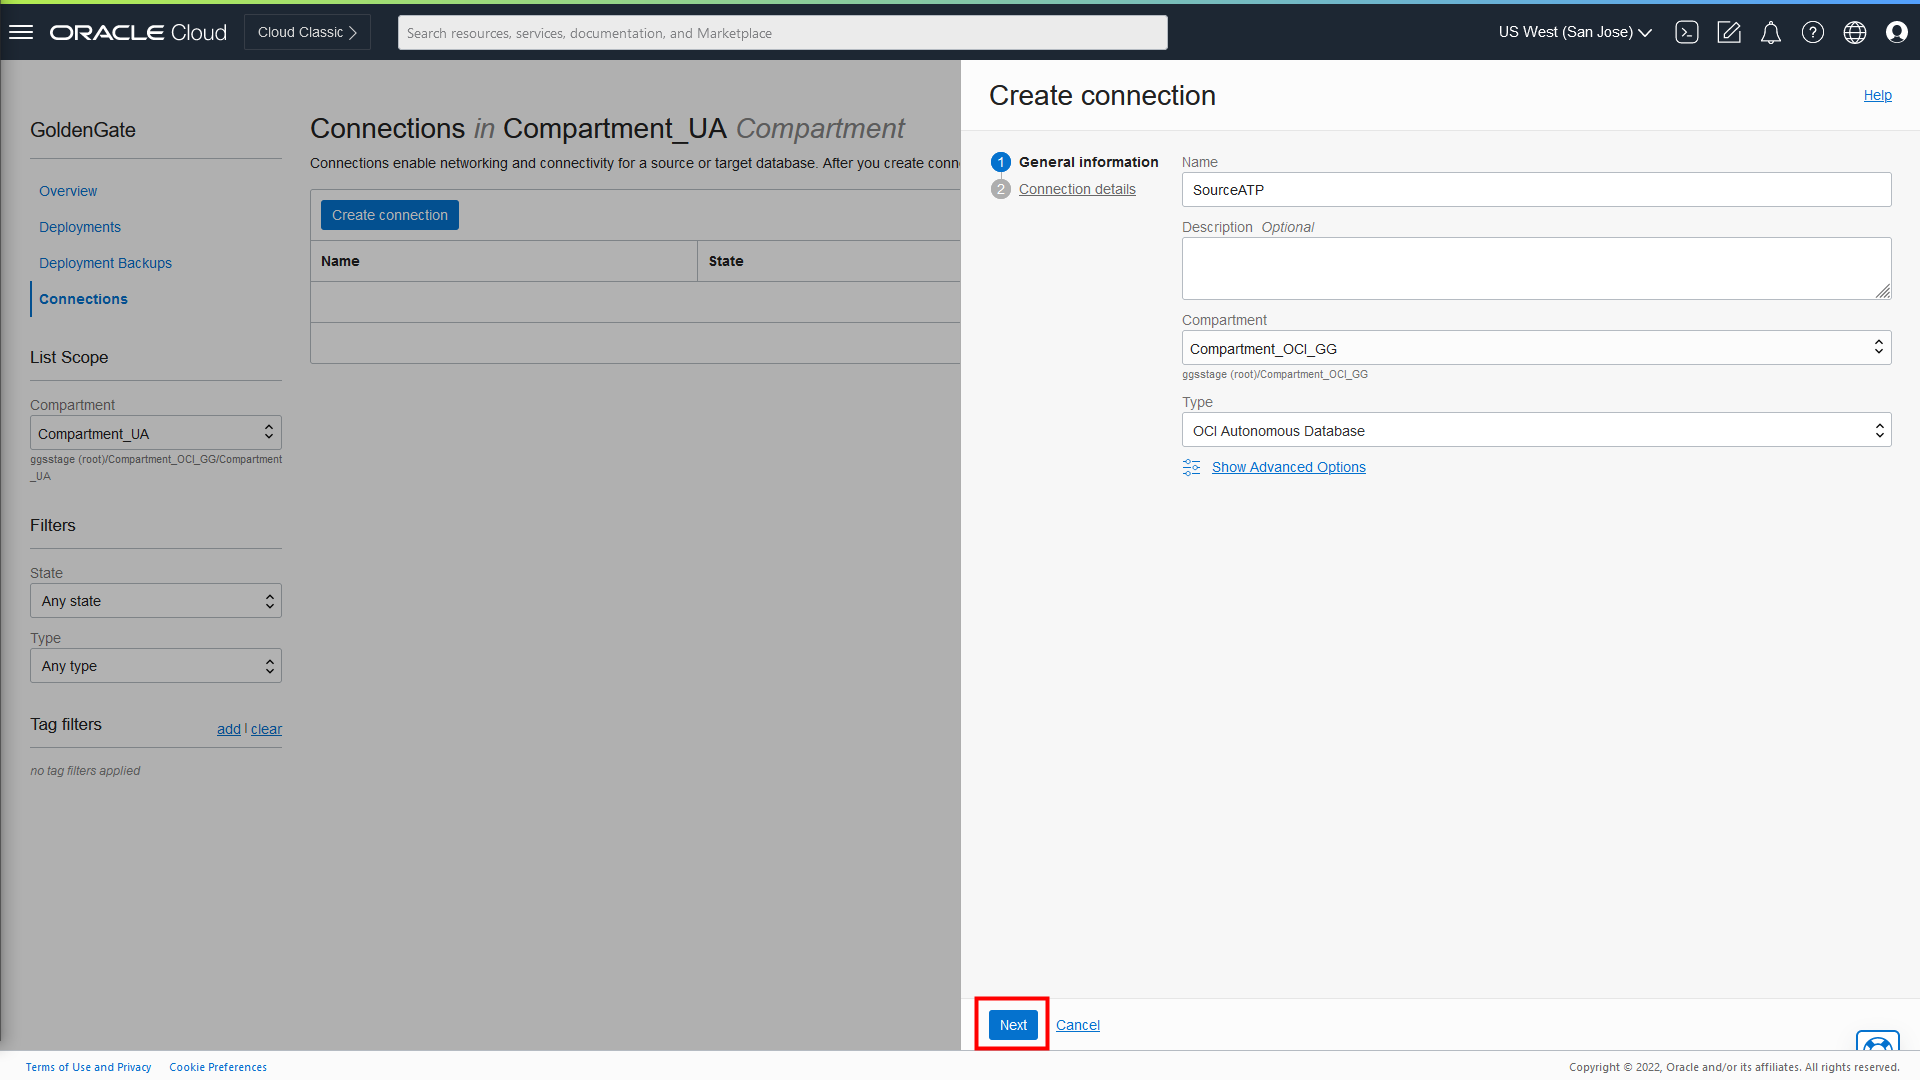 ORACLE Cloud
Cloud Classic
Search resources, services, documentation, and Marketplace
US West (San Jose)
GoldenGate
Overview
Deployments
Deployment Backups
Connections
List Scope
Compartment
Compartment_UA
ggsstage (root)/Compartment_OCI_GG/Compartment
_UA
Filters
State
Any state
Type
Any type
Tag filters
add | clear
no tag filters applied
Connections in Compartment_UA Compartment
Connections enable networking and connectivity for a source or target database. After you create conn
Create connection
Name State
Create connection
Help
1 General information
2 Connection details
Name
SourceATP
Description Optional
Compartment
Compartment_OCI_GG
ggsstage (root)/Compartment_OCI_GG
Type
OCI Autonomous Database
Show Advanced Options
Next Cancel
Terms of Use and Privacy Cookie Preferences
Copyright © 2022, Oracle and/or its affiliates. All rights reserved.